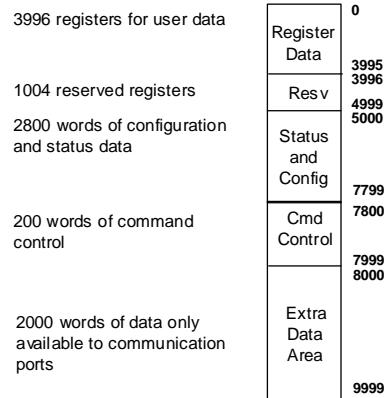 3996 registers for user data
1004 reserved registers
2800 words of configuration
and status data
200 words of command
control
2000 words of data only
available to communication
ports
Register
Data
Resv
Status
and
Config
Cmd
Control
Extra
Data
Area
0
3995
3996
4999
5000
7799
7800
7999
8000
9999